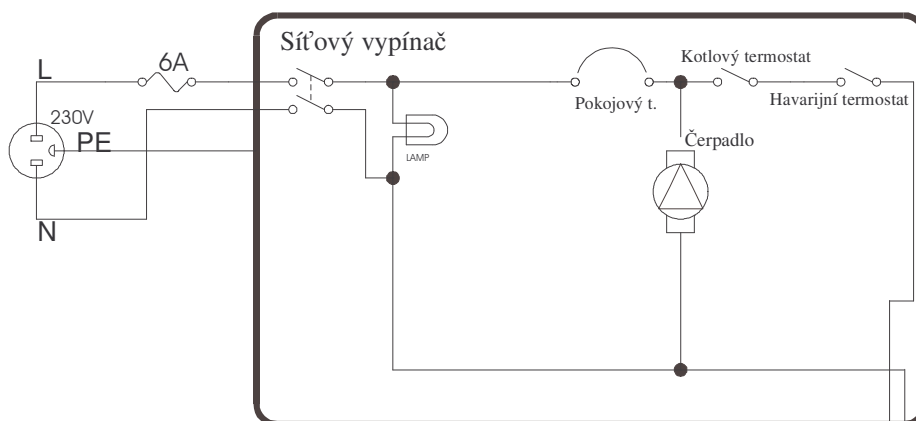 Síťový vypínač
L
6A
Kotlový termostat
Pokojový t.
Havarijní termostat
230V
PE
Čerpadlo
LAMP
N